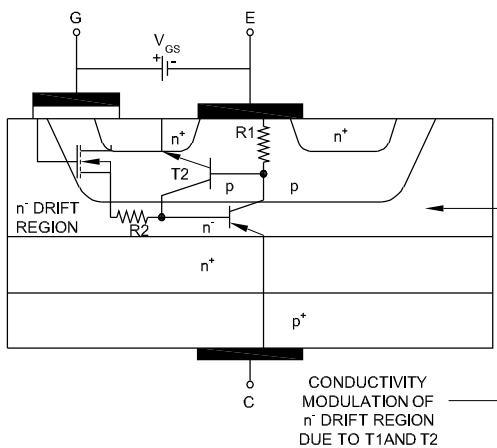 G
E
V GS
+ -
n+
R1
n+
T2
p
p
n- DRIFT
REGION
R2
n-
n+
p+
C
CONDUCTIVITY
MODULATION OF
n- DRIFT REGION
DUE TO T1AND T2